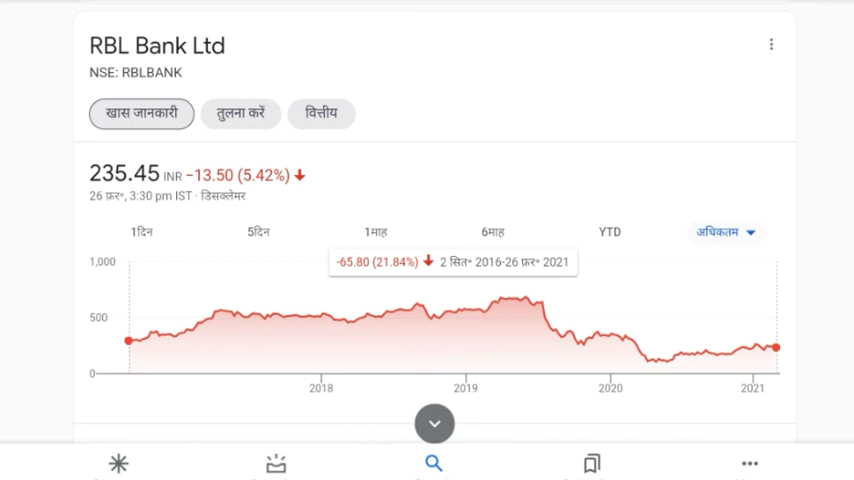 RBL Bank Ltd
NSE: RBLBANK
खास जानकारी तुलना करें वित्तीय
235.45 INR −13.50 (5.42%)
26 फ़र॰, 3:30 pm IST · डिसक्लेमर
1दिन 5दिन 1माह 6माह YTD अधिकतम
-65.80 (21.84%) 2 सित॰ 2016-26 फ़र॰ 2021
1,000
500
0
2018 2019 2020 2021